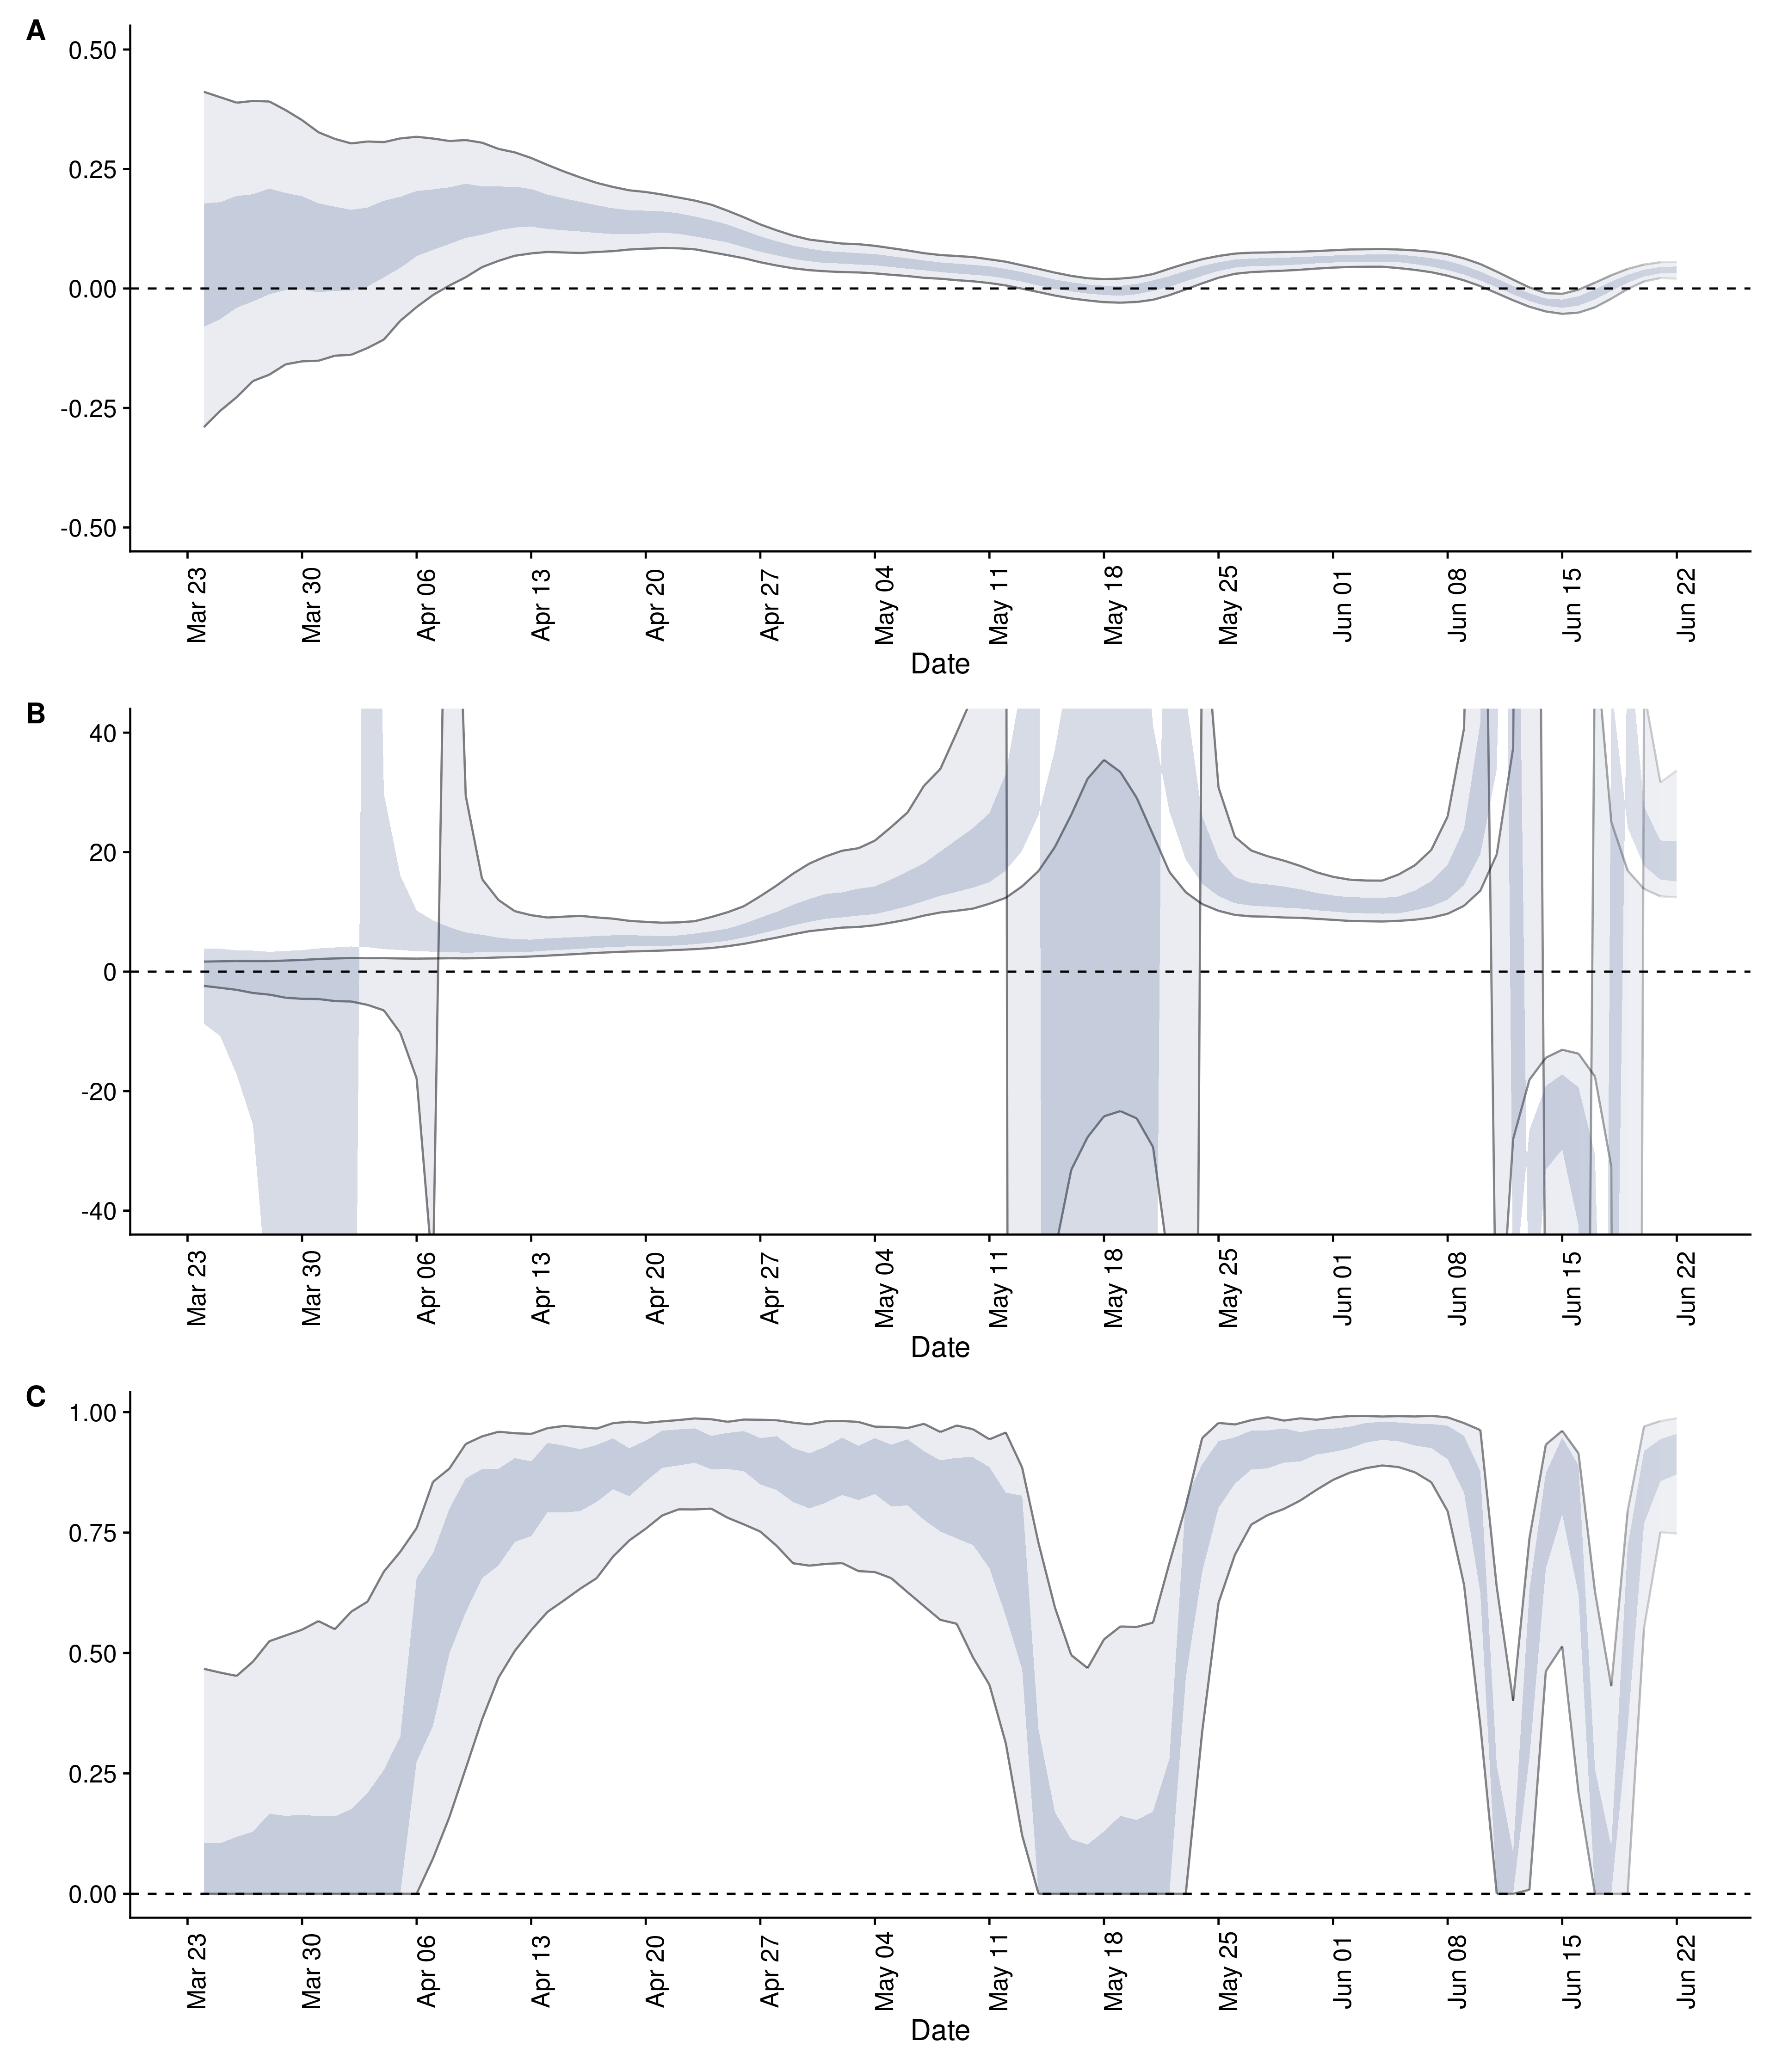 A
0.50
0.25
0.00
-0.25
-0.50
Mar 23
Mar 30
Apr 06
Apr 13
Apr 20
Apr 27
May 04
May 11
May 18
May 25
Jun 01
Jun 08
Jun 15
Jun 22
Date
B
40
20
0
-20
-40
Mar 23
Mar 30
Apr 06
Apr 13
Apr 20
Apr 27
May 04
May 11
May 18
May 25
Jun 01
Jun 08
Jun 15
Jun 22
Date
C
1.00
0.75
0.50
0.25
0.00
Mar 23
Mar 30
Apr 06
Apr 13
Apr 20
Apr 27
May 04
May 11
May 18
May 25
Jun 01
Jun 08
Jun 15
Jun 22
Date